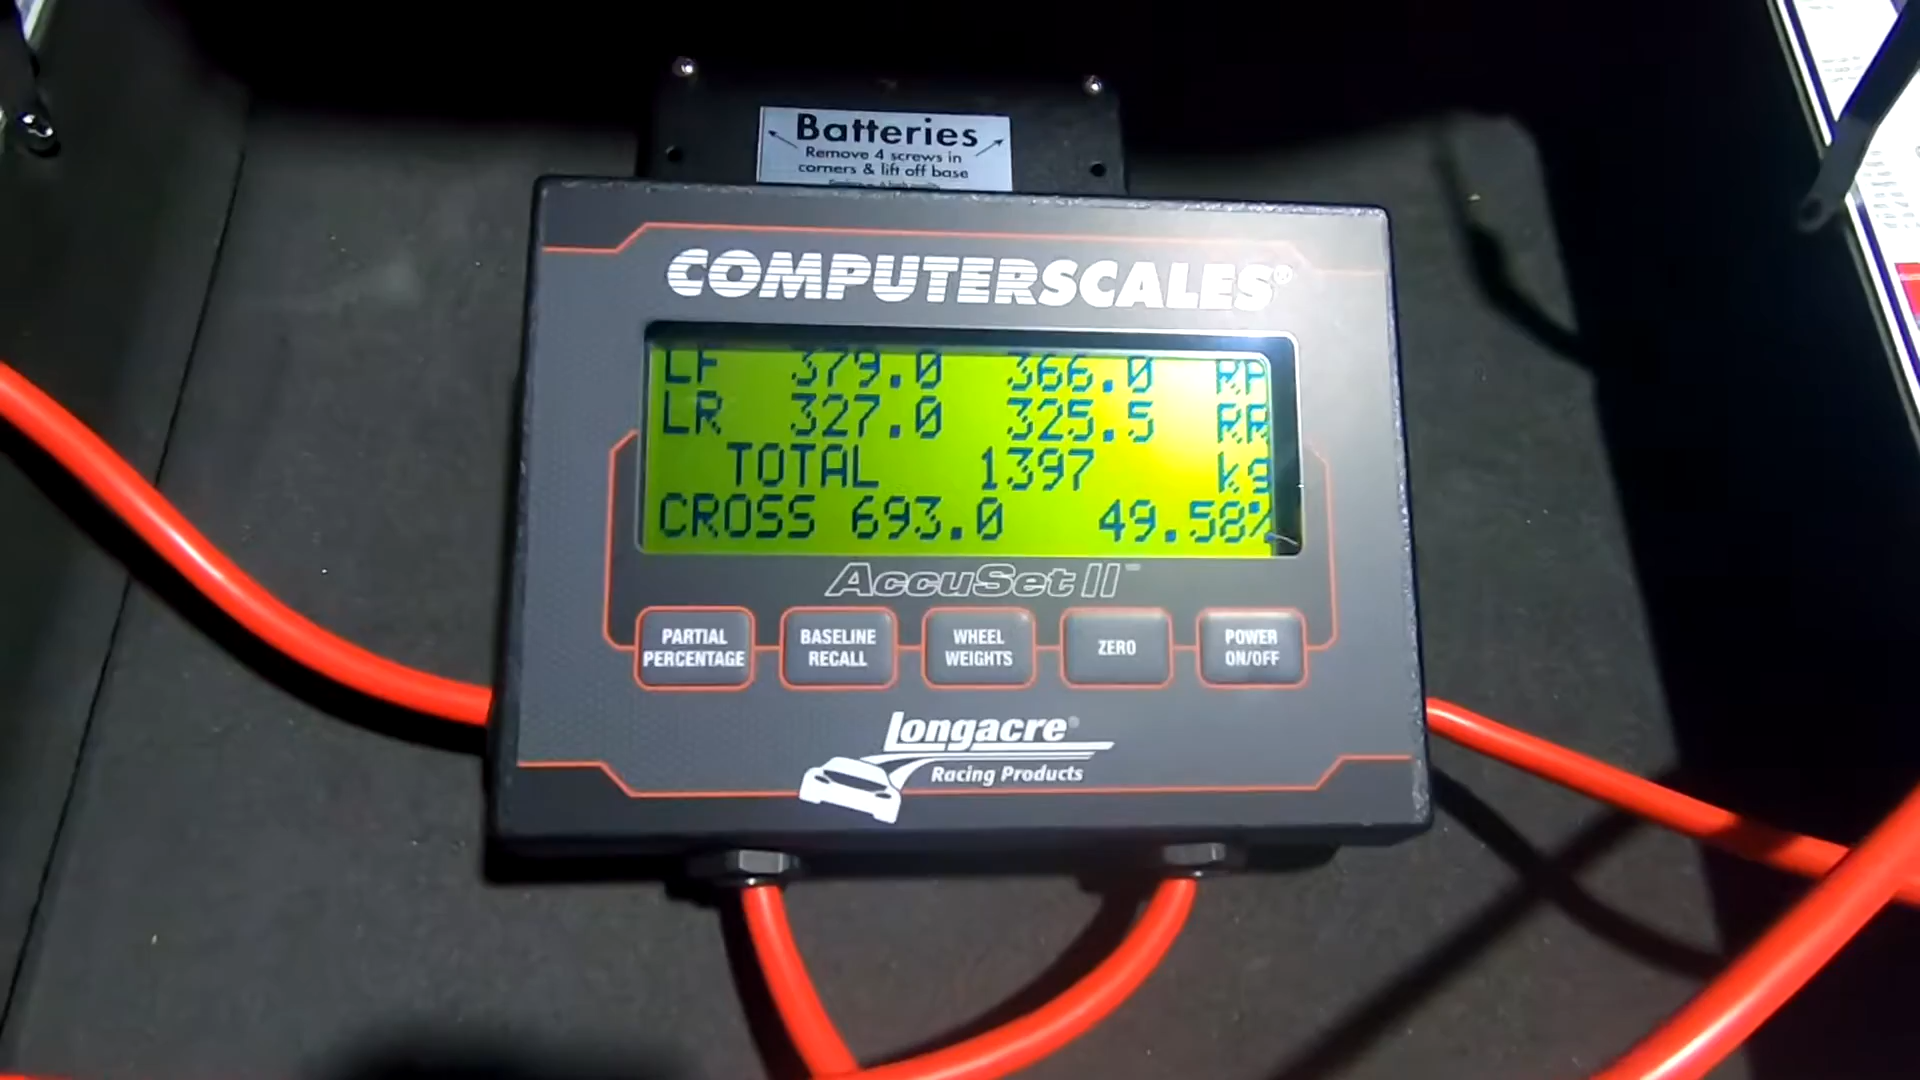 Batteries
Remove 4 screws in
corners & lift off base
COMPUTERSCALES®
LF 379.0 366.0 RF
LR 327.0 325.5 RR
TOTAL 1397 kg
CROSS 693.0 49.58%
AccuSet II™
PARTIAL PERCENTAGE
BASELINE RECALL
WHEEL WEIGHTS
ZERO
POWER ON/OFF
Longacre®
Racing Products